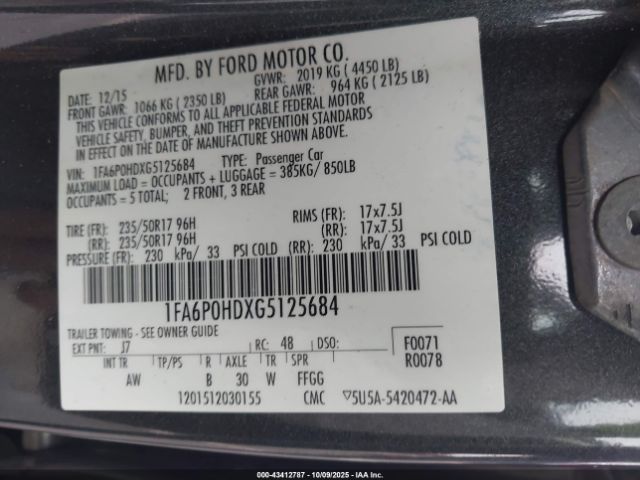 MFD. BY FORD MOTOR CO.
DATE: 12/15 GVWR: 2019 KG (4450 LB)
FRONT GAWR: 1066 KG (2350 LB) REAR GAWR: 964 KG (2125 LB)
THIS VEHICLE CONFORMS TO ALL APPLICABLE FEDERAL MOTOR
VEHICLE SAFETY, BUMPER, AND THEFT PREVENTION STANDARDS
IN EFFECT ON THE DATE OF MANUFACTURE SHOWN ABOVE.
VIN: 1FA6P0HDXG5125684 TYPE: Passenger Car
MAXIMUM LOAD = OCCUPANTS + LUGGAGE = 385KG/ 850LB
OCCUPANTS = 5 TOTAL; 2 FRONT, 3 REAR
TIRE (FR): 235/50R17 96H RIMS (FR): 17x7.5J
(RR): 235/50R17 96H (RR): 17x7.5J
PRESSURE (FR): 230 kPa/ 33 PSI COLD (RR): 230 kPa/ 33 PSI COLD
1FA6P0HDXG5125684
TRAILER TOWING - SEE OWNER GUIDE
EXT PNT: J7 RC: 48 DSO: F0071
INT TR TP/PS R AXLE TR SPR R0078
AW B 30 W FFGG
1201512030155 CMC 5U5A-5420472-AA
000-43412787 - 10/09/2025 - IAA Inc.